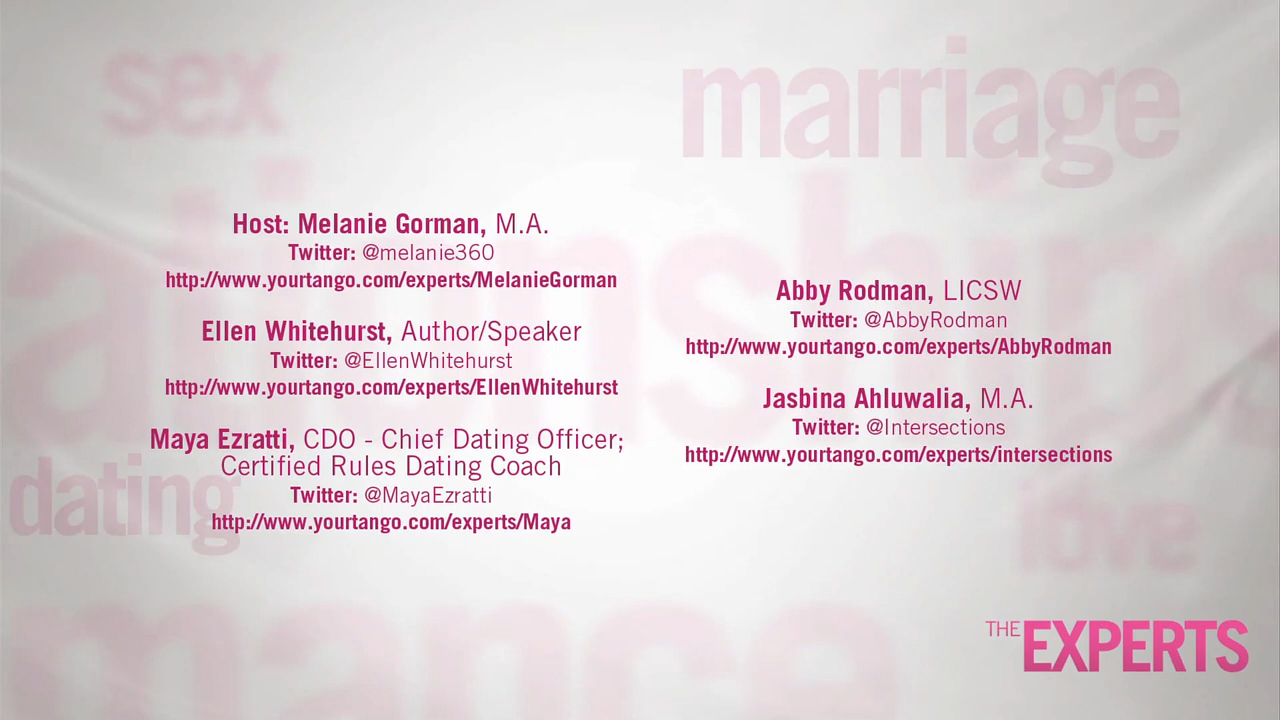 sex
marriage
ationships
Host: Melanie Gorman, M.A.
Twitter: @melanie360
http://www.yourtango.com/experts/MelanieGorman
Ellen Whitehurst, Author/Speaker
Twitter: @EllenWhitehurst
http://www.yourtango.com/experts/EllenWhitehurst
Maya Ezratti, CDO - Chief Dating Officer;
Certified Rules Dating Coach
Twitter: @MayaEzratti
http://www.yourtango.com/experts/Maya
Abby Rodman, LICSW
Twitter: @AbbyRodman
http://www.yourtango.com/experts/AbbyRodman
Jasbina Ahluwalia, M.A.
Twitter: @Intersections
http://www.yourtango.com/experts/intersections
dating
love
mance
THE EXPERTS